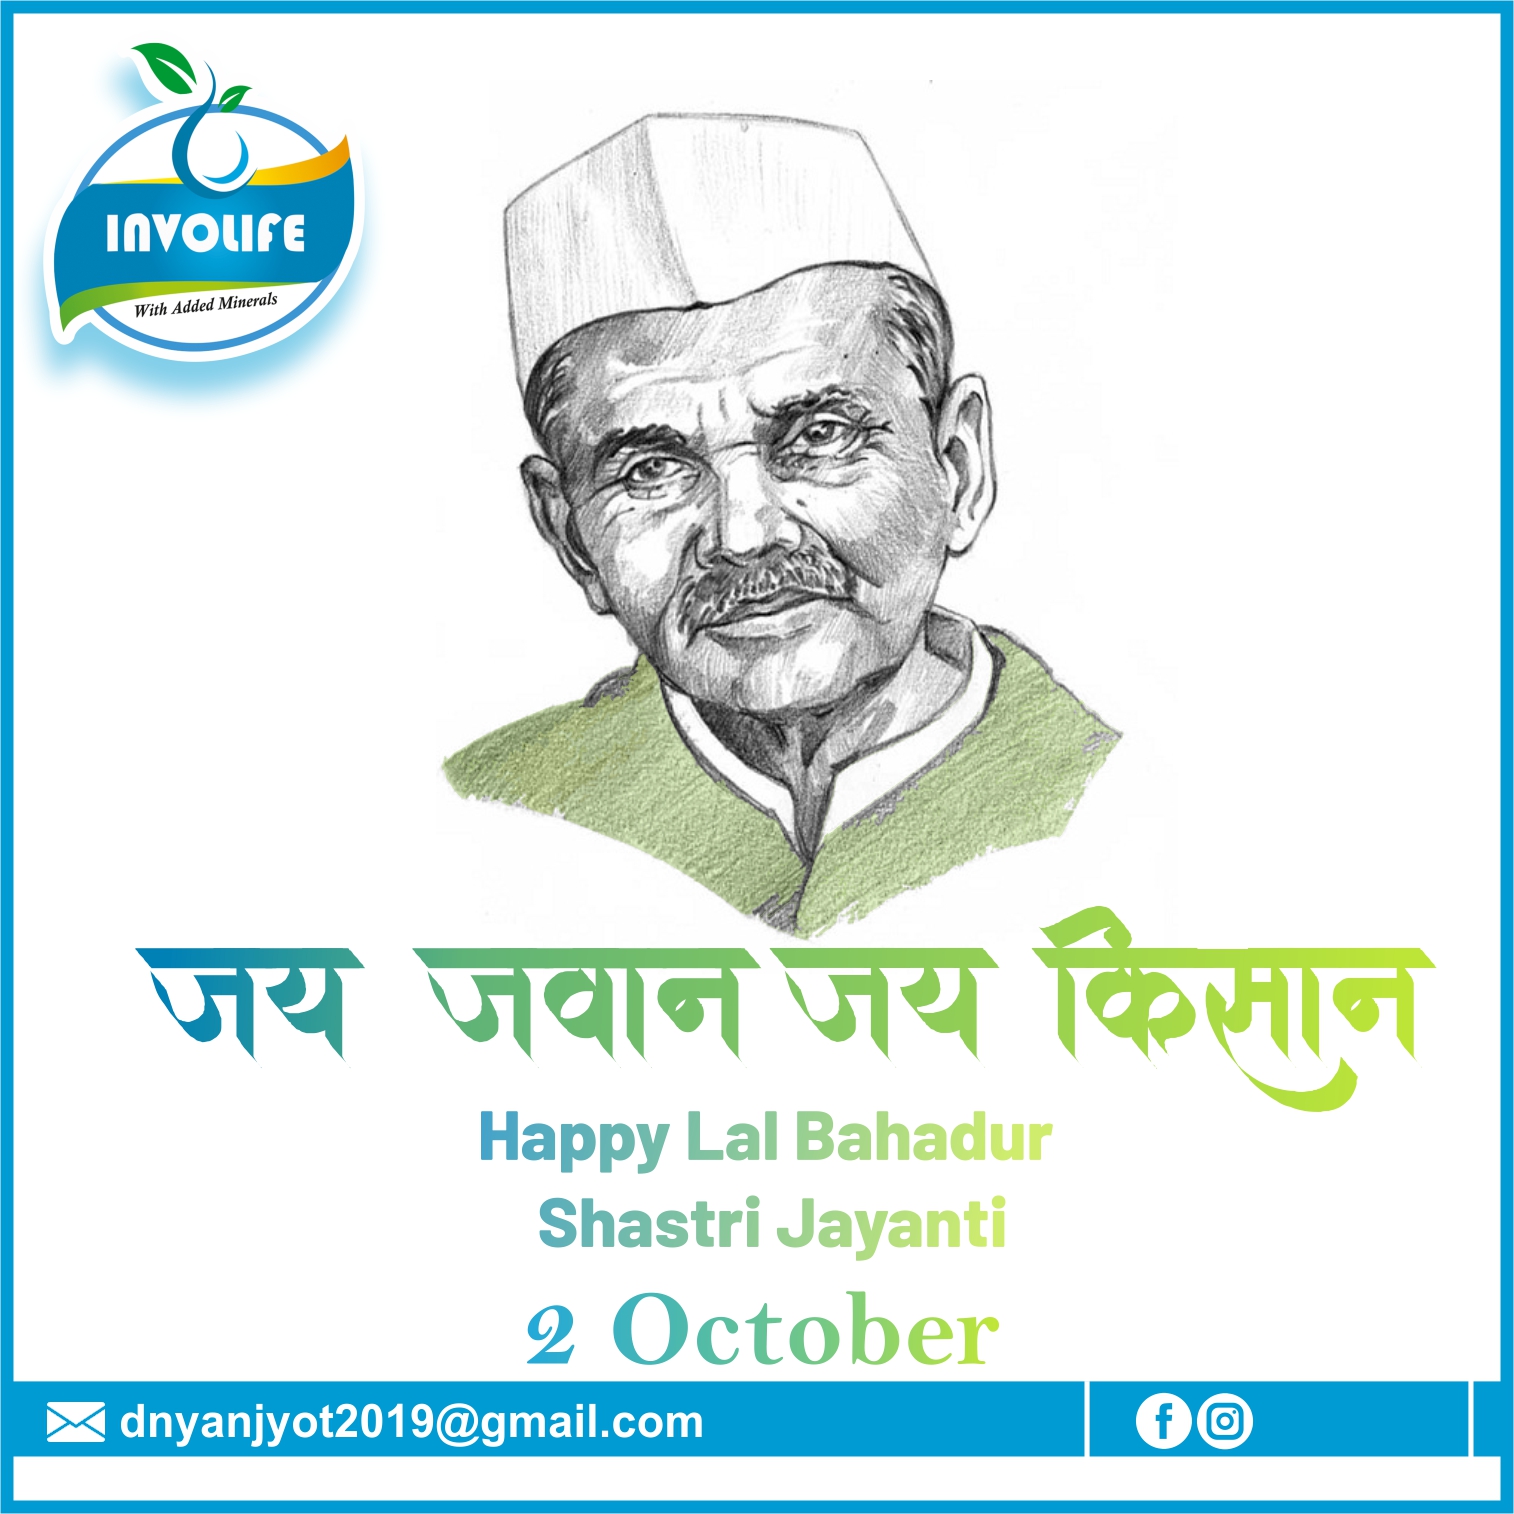 INVOLIFE
With Added Minerals
जय जवान जय किसान
Happy Lal Bahadur
Shastri Jayanti
2 October
dnyanjyot2019@gmail.com